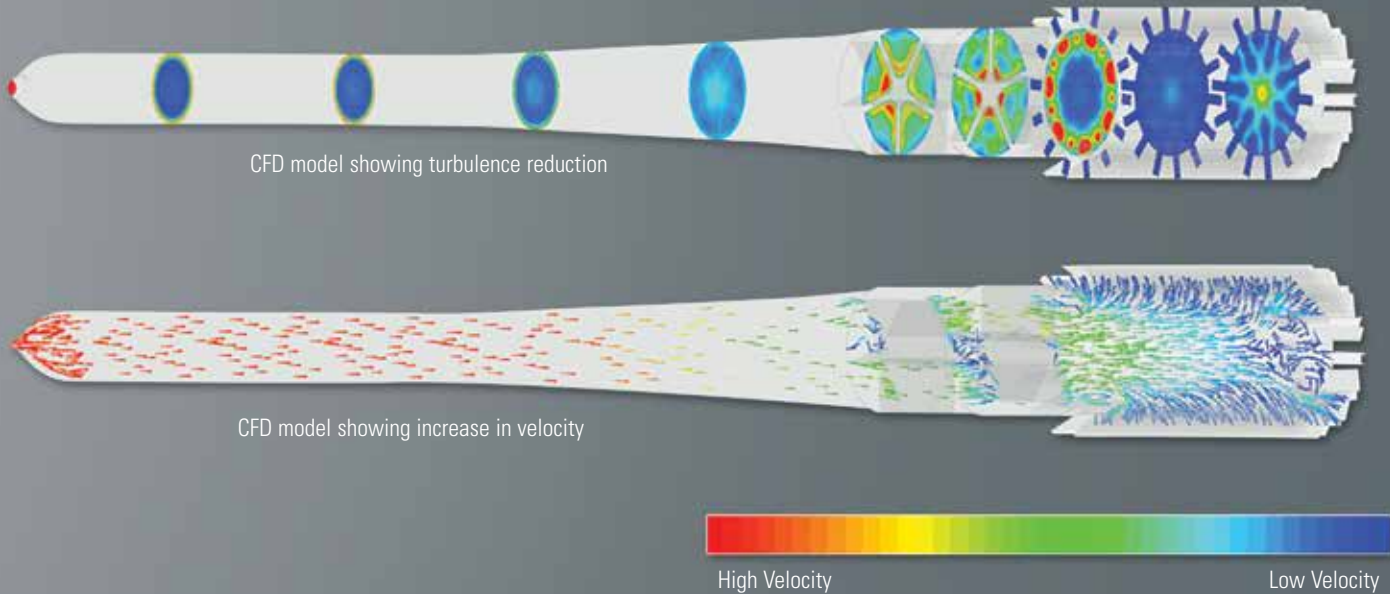 CFD model showing turbulence reduction
CFD model showing increase in velocity
High Velocity
Low Velocity